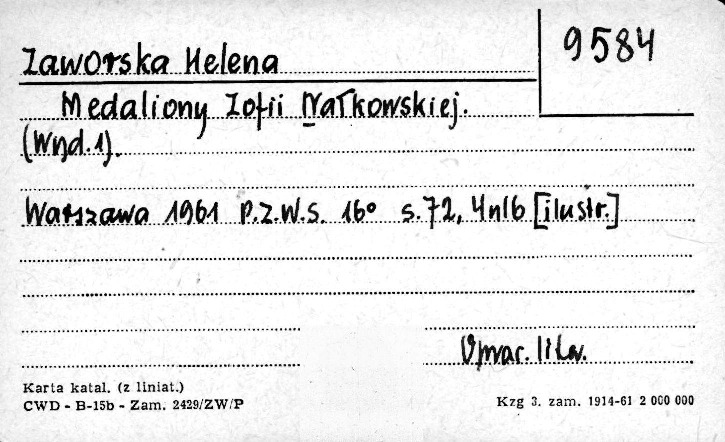 Zaworska Helena
9584
Medaliony Zofii Nałkowskiej.
(Wyd.1).
Warszawa 1961 P.Z.W.S. 16° s.72, 4nlb [ilustr.]
Karta katal. (z liniat.)
CWD - B-15b - Zam. 2429/ZW/P
Kzg 3. zam. 1914-61 2 000 000